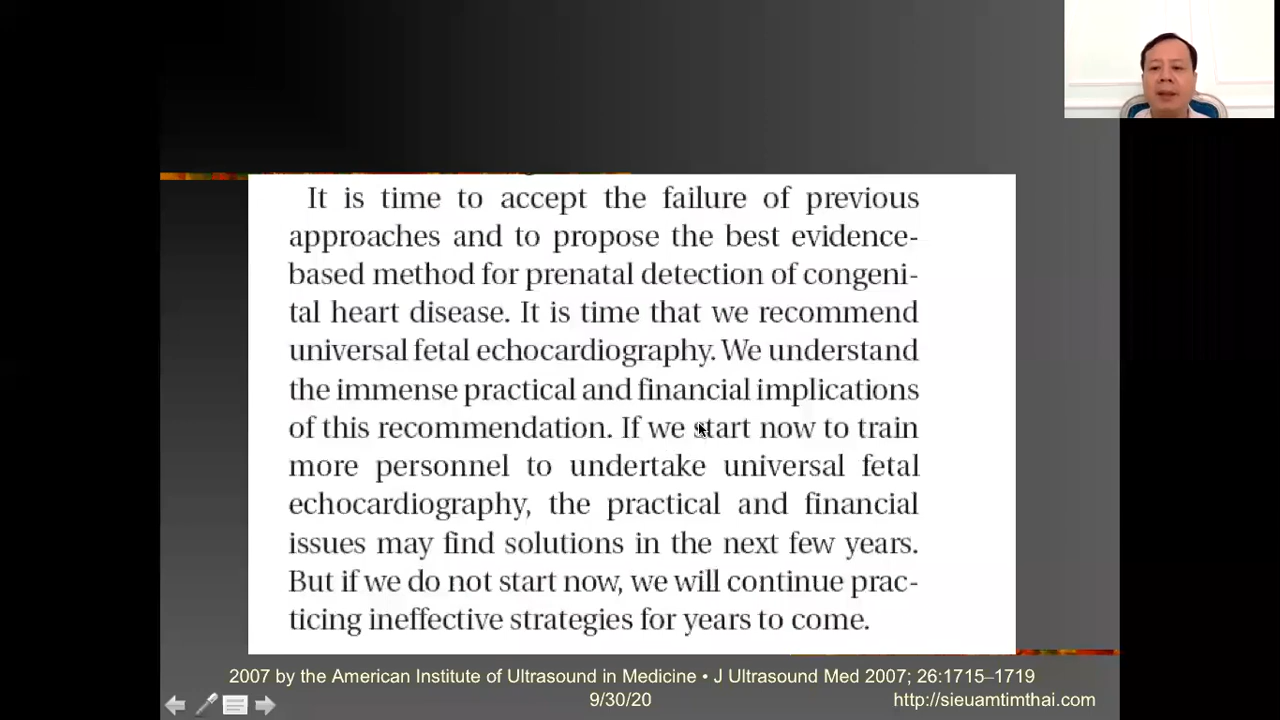 It is time to accept the failure of previous
approaches and to propose the best evidence-
based method for prenatal detection of congeni-
tal heart disease. It is time that we recommend
universal fetal echocardiography. We understand
the immense practical and financial implications
of this recommendation. If we start now to train
more personnel to undertake universal fetal
echocardiography, the practical and financial
issues may find solutions in the next few years.
But if we do not start now, we will continue prac-
ticing ineffective strategies for years to come.
2007 by the American Institute of Ultrasound in Medicine • J Ultrasound Med 2007; 26:1715–1719
9/30/20
http://sieuamtimthai.com